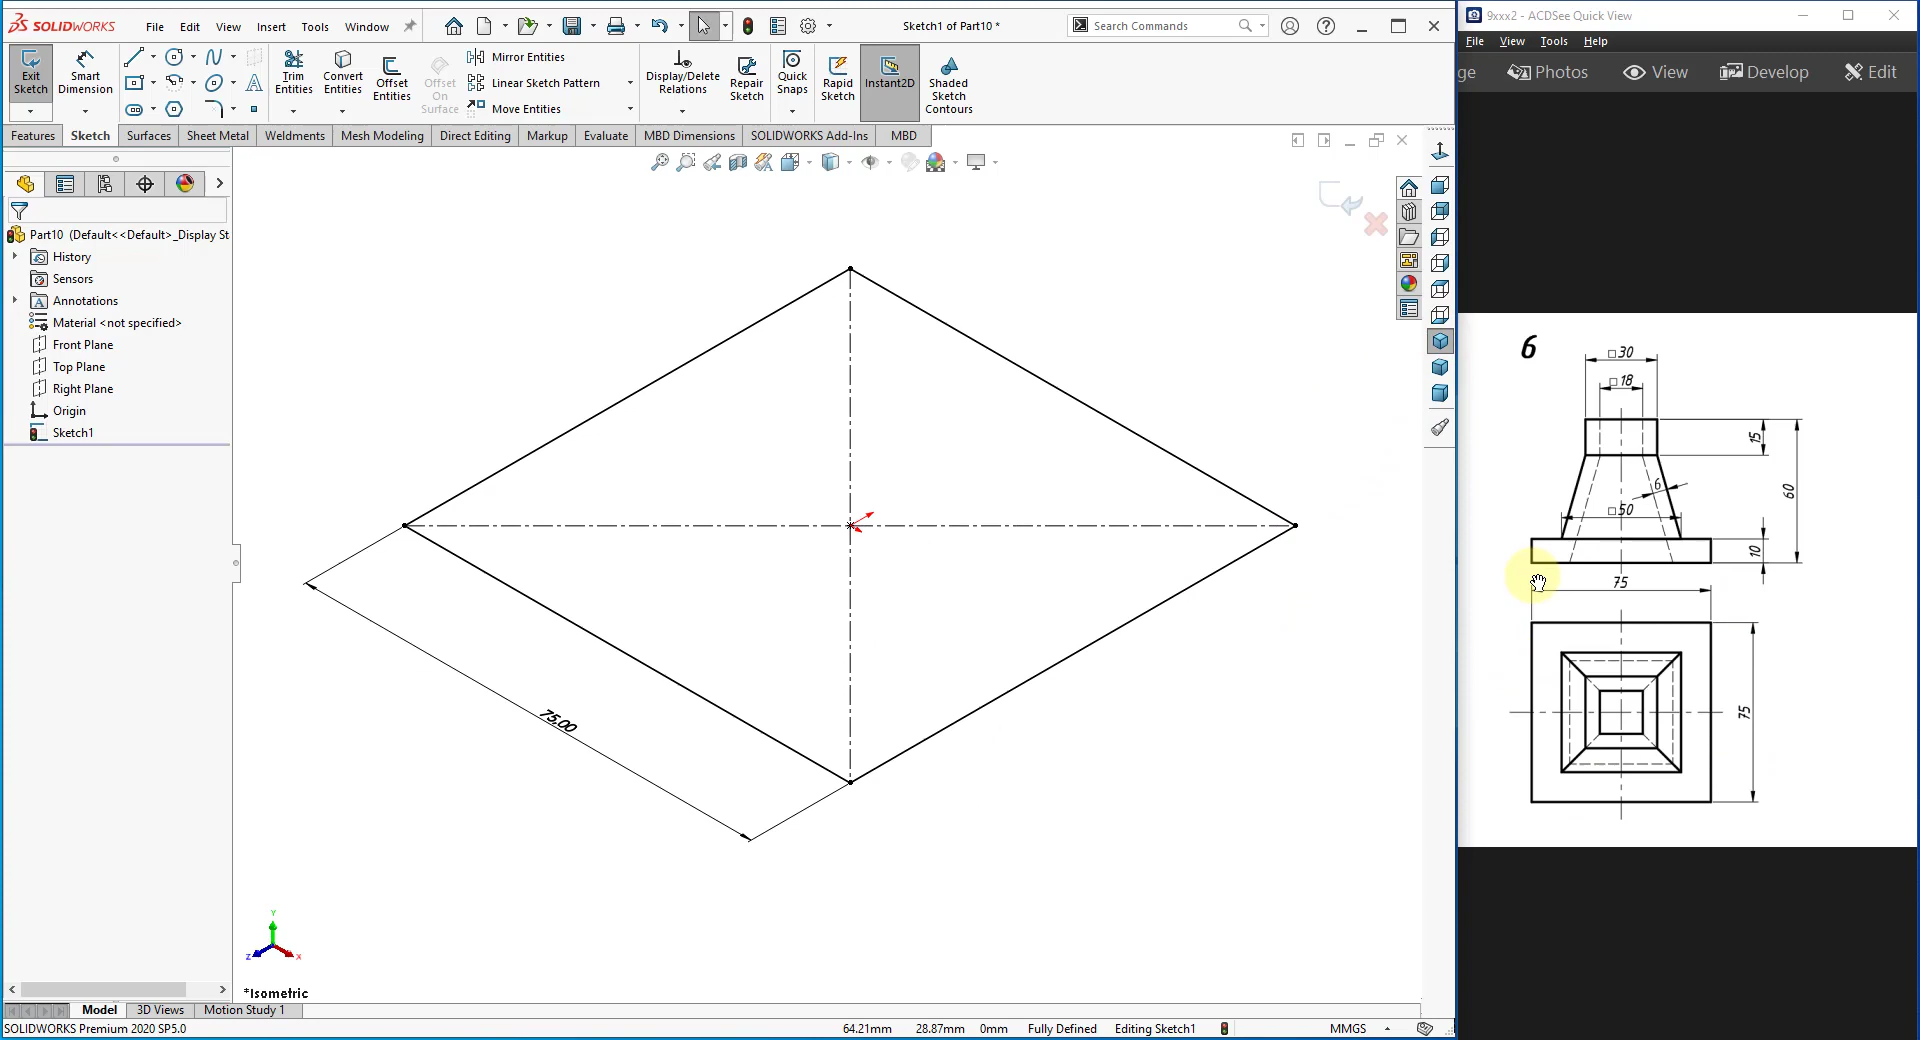 SOLIDWORKS File Edit View Insert Tools Window Sketch1 of Part10 * Search Commands
Exit Sketch
Smart Dimension
Trim Entities
Convert Entities
Offset Entities
Offset On Surface
Mirror Entities
Linear Sketch Pattern
Move Entities
Display/Delete Relations
Repair Sketch
Quick Snaps
Rapid Sketch
Instant2D
Shaded Sketch Contours
Features Sketch Surfaces Sheet Metal Weldments Mesh Modeling Direct Editing Markup Evaluate MBD Dimensions SOLIDWORKS Add-Ins MBD
Part10 (Default<<Default>_Display St
History
Sensors
Annotations
Material <not specified>
Front Plane
Top Plane
Right Plane
Origin
Sketch1
75,00
Y
Z
X
*Isometric
Model 3D Views Motion Study 1
SOLIDWORKS Premium 2020 SP5.0 64.21mm 28.87mm 0mm Fully Defined Editing Sketch1 MMGS
9xxx2 - ACDSee Quick View
File View Tools Help
ge Photos View Develop Edit
6
□30
□18
15
60
6
□50
10
75
75